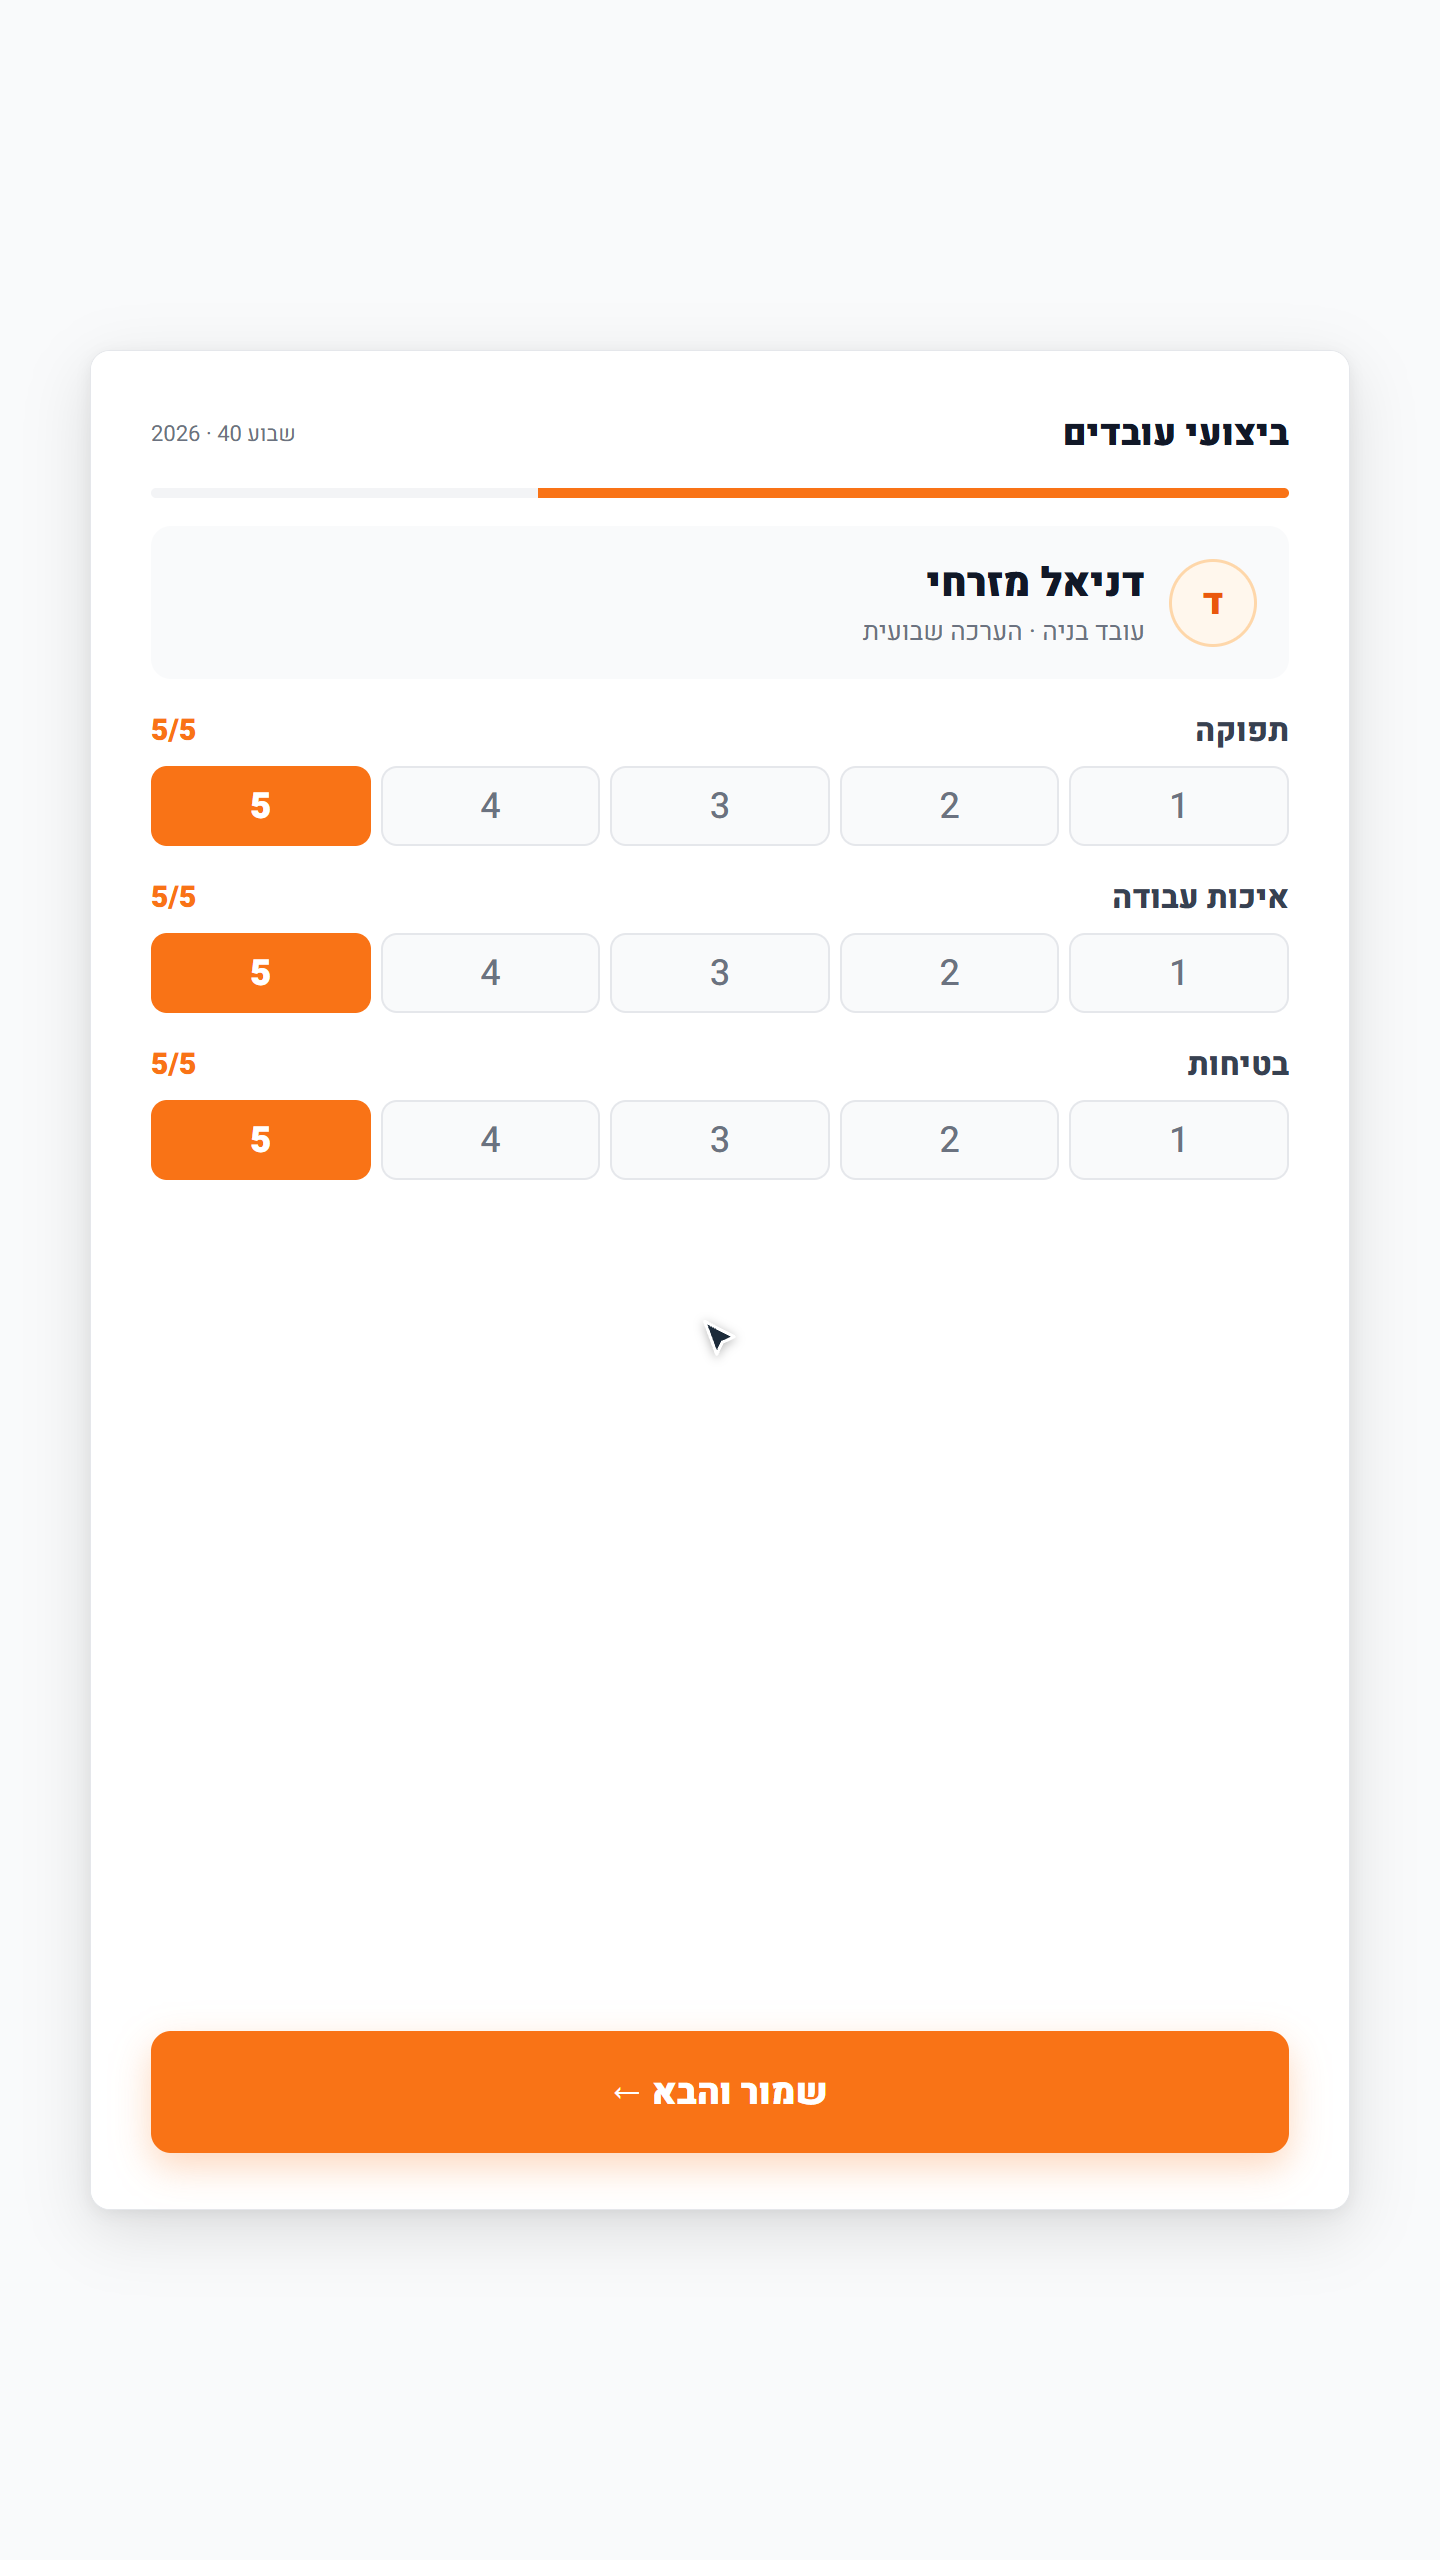 ביצועי עובדים
שבוע 40 · 2026
ד
דניאל מזרחי
עובד בניה · הערכה שבועית
תפוקה
5/5
1 2 3 4 5
איכות עבודה
5/5
1 2 3 4 5
בטיחות
5/5
1 2 3 4 5
שמור והבא ←